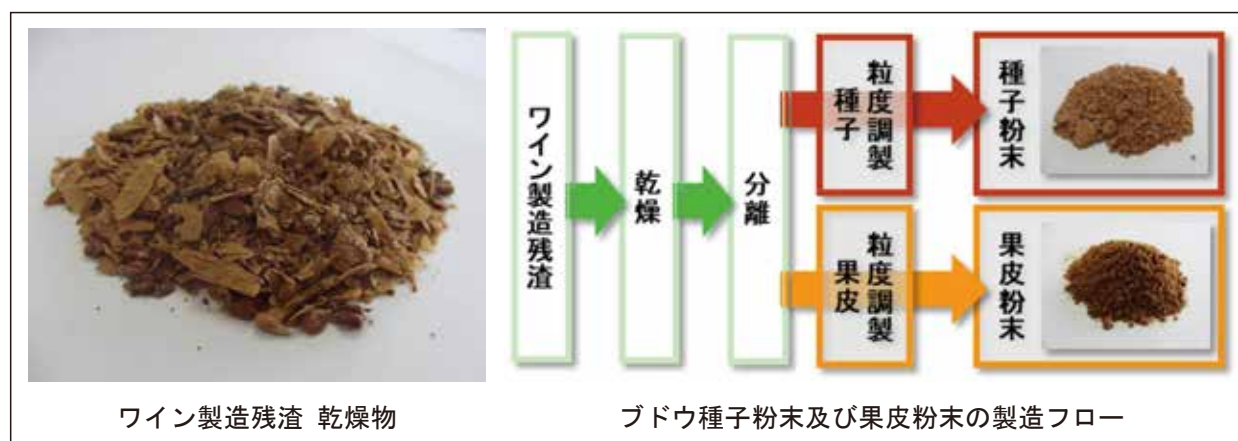 ワイン製造残渣
乾燥
分離
種子
粒度調製
種子粉末
果皮
粒度調製
果皮粉末
ワイン製造残渣 乾燥物
ブドウ種子粉末及び果皮粉末の製造フロー